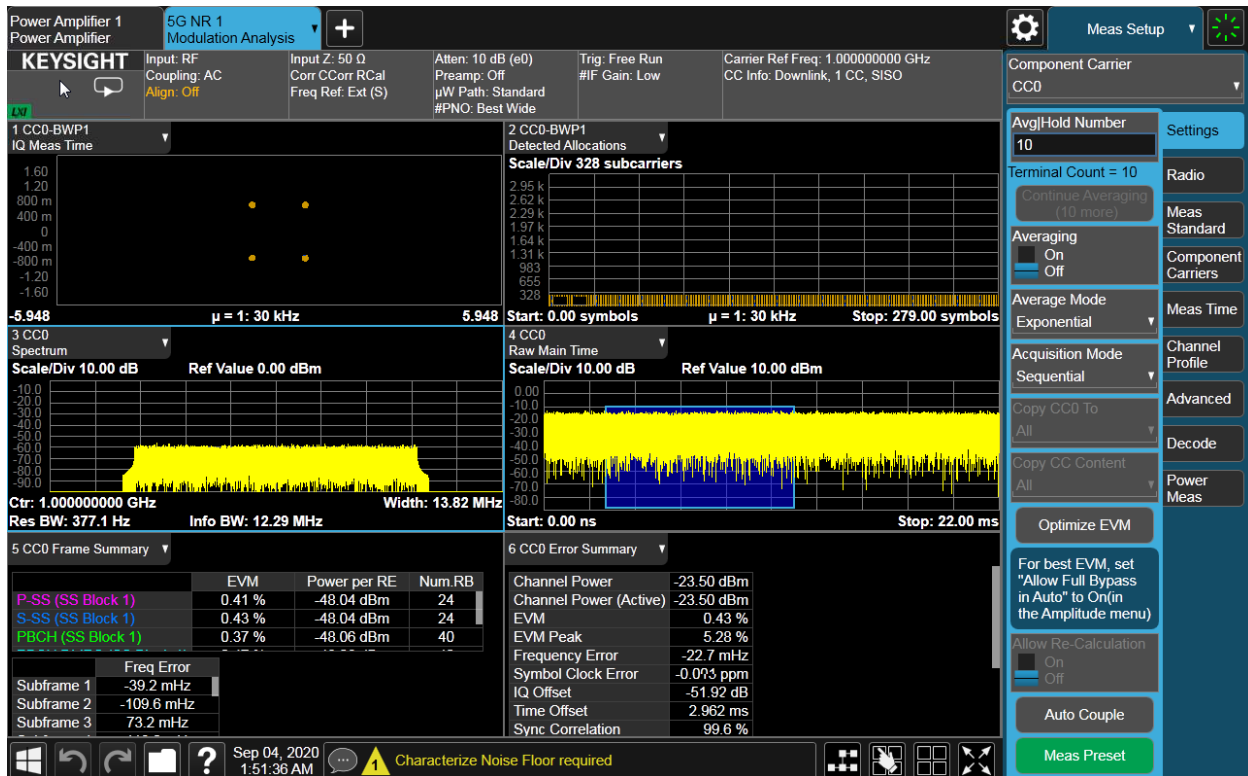 Power Amplifier 1
Power Amplifier
5G NR 1
Modulation Analysis
Meas Setup
KEYSIGHT
LXI
Input: RF
Coupling: AC
Align: Off
Input Z: 50 Ω
Corr CCorr RCal
Freq Ref: Ext (S)
Atten: 10 dB (e0)
Preamp: Off
µW Path: Standard
#PNO: Best Wide
Trig: Free Run
#IF Gain: Low
Carrier Ref Freq: 1.000000000 GHz
CC Info: Downlink, 1 CC, SISO
1 CC0-BWP1
IQ Meas Time
1.60
1.20
800 m
400 m
0
-400 m
-800 m
-1.20
-1.60
-5.948 µ = 1: 30 kHz 5.948
2 CC0-BWP1
Detected Allocations
Scale/Div 328 subcarriers
2.95 k
2.62 k
2.29 k
1.97 k
1.64 k
1.31 k
983
655
328
Start: 0.00 symbols µ = 1: 30 kHz Stop: 279.00 symbols
3 CC0
Spectrum
Scale/Div 10.00 dB Ref Value 0.00 dBm
-10.0
-20.0
-30.0
-40.0
-50.0
-60.0
-70.0
-80.0
-90.0
Ctr: 1.000000000 GHz Width: 13.82 MHz
Res BW: 377.1 Hz Info BW: 12.29 MHz
4 CC0
Raw Main Time
Scale/Div 10.00 dB Ref Value 10.00 dBm
0.00
-10.0
-20.0
-30.0
-40.0
-50.0
-60.0
-70.0
-80.0
Start: 0.00 ns Stop: 22.00 ms
5 CC0 Frame Summary
EVM Power per RE Num.RB
P-SS (SS Block 1) 0.41 % -48.04 dBm 24
S-SS (SS Block 1) 0.43 % -48.04 dBm 24
PBCH (SS Block 1) 0.37 % -48.06 dBm 40
Freq Error
Subframe 1 -39.2 mHz
Subframe 2 -109.6 mHz
Subframe 3 73.2 mHz
6 CC0 Error Summary
Channel Power -23.50 dBm
Channel Power (Active) -23.50 dBm
EVM 0.43 %
EVM Peak 5.28 %
Frequency Error -22.7 mHz
Symbol Clock Error ppm
IQ Offset -51.92 dB
Time Offset 2.962 ms
Sync Correlation 99.6 %
Component Carrier
CC0
Avg|Hold Number
10
Terminal Count = 10
Continue Averaging
(10 more)
Averaging
On
Off
Average Mode
Exponential
Acquisition Mode
Sequential
Copy CC0 To
All
Copy CC Content
All
Optimize EVM
For best EVM, set
"Allow Full Bypass
in Auto" to On(in
the Amplitude menu)
Allow Re-Calculation
On
Off
Auto Couple
Meas Preset
Settings
Radio
Meas
Standard
Component
Carriers
Meas Time
Channel
Profile
Advanced
Decode
Power
Meas
?
Sep 04, 2020
1:51:36 AM
1
Characterize Noise Floor required